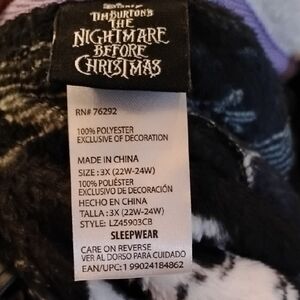 TIM BURTON'S
THE
NIGHTMARE
BEFORE
CHRISTMAS
RN# 76292
100% POLYESTER
EXCLUSIVE OF DECORATION
MADE IN CHINA
SIZE : 3X (22W-24W)
100% POLIÉSTER
EXCLUSIVO DE DECORACIÓN
HECHO EN CHINA
TALLA : 3X (22W-24W)
STYLE: LZ45903CB
SLEEPWEAR
CARE ON REVERSE
VER AL DORSO PARA CUIDADO
EAN/UPC: 1 99024184862